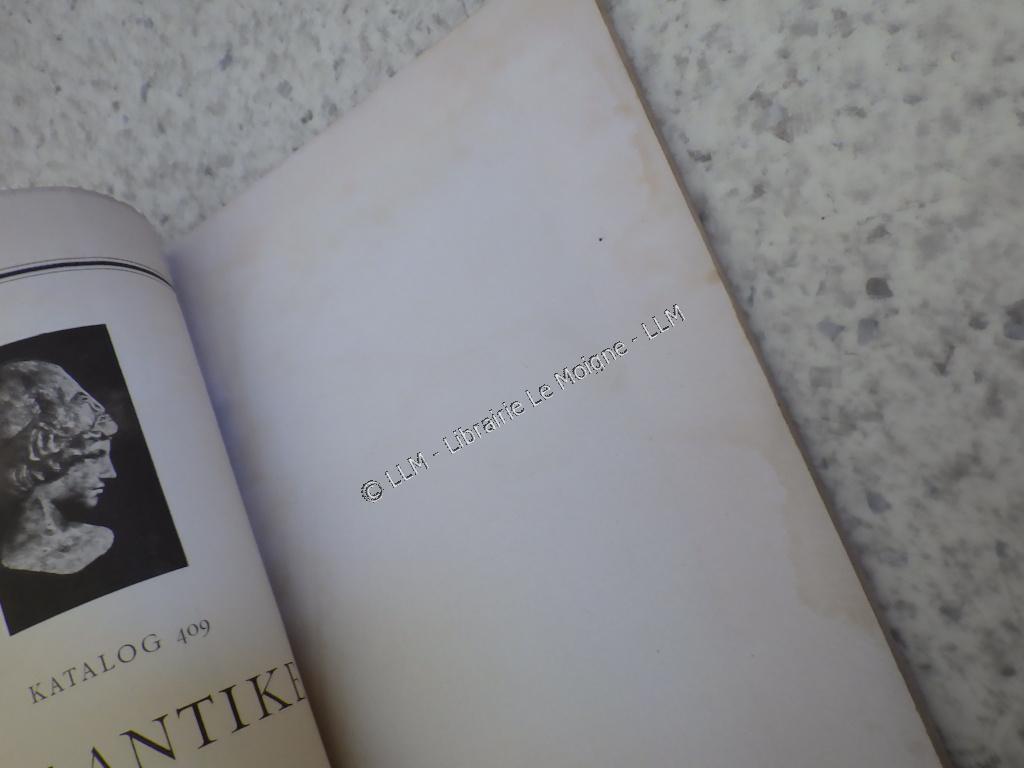 KATALOG 409
ANTIKE
© LLM - Librairie Le Moigne - LLM